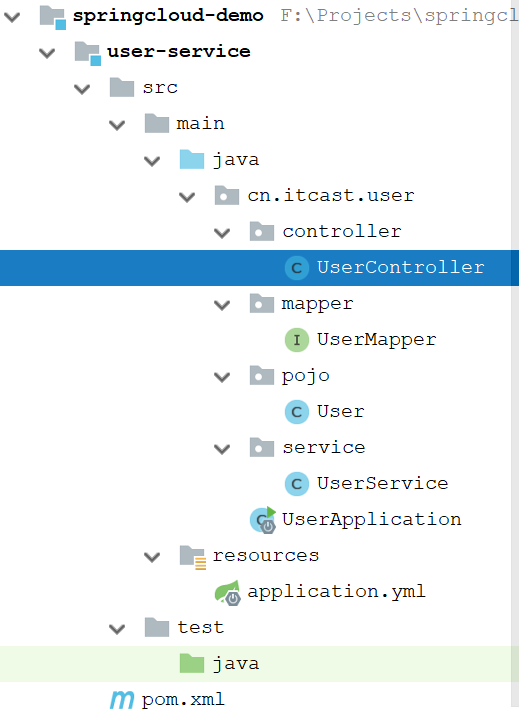 springcloud-demo F:\Projects\springcl
user-service
src
main
java
cn.itcast.user
controller
C UserController
mapper
I UserMapper
pojo
C User
service
C UserService
C UserApplication
resources
application.yml
test
java
m pom.xml